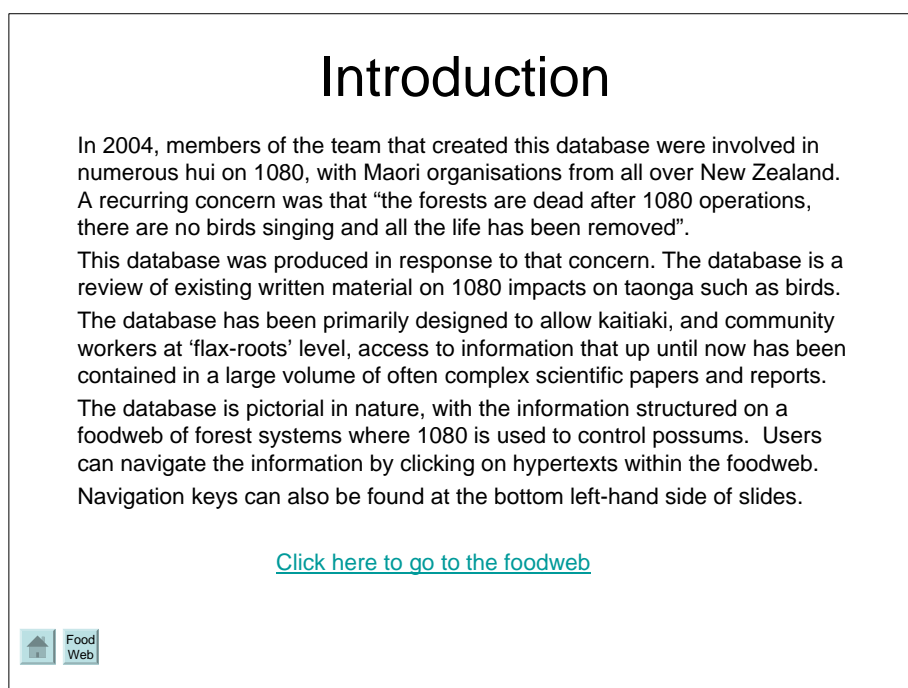 Introduction
In 2004, members of the team that created this database were involved in
numerous hui on 1080, with Maori organisations from all over New Zealand.
A recurring concern was that “the forests are dead after 1080 operations,
there are no birds singing and all the life has been removed”.
This database was produced in response to that concern. The database is a
review of existing written material on 1080 impacts on taonga such as birds.
The database has been primarily designed to allow kaitiaki, and community
workers at ‘flax-roots’ level, access to information that up until now has been
contained in a large volume of often complex scientific papers and reports.
The database is pictorial in nature, with the information structured on a
foodweb of forest systems where 1080 is used to control possums.  Users
can navigate the information by clicking on hypertexts within the foodweb.
Navigation keys can also be found at the bottom left-hand side of slides.
Click here to go to the foodweb
Food
Web